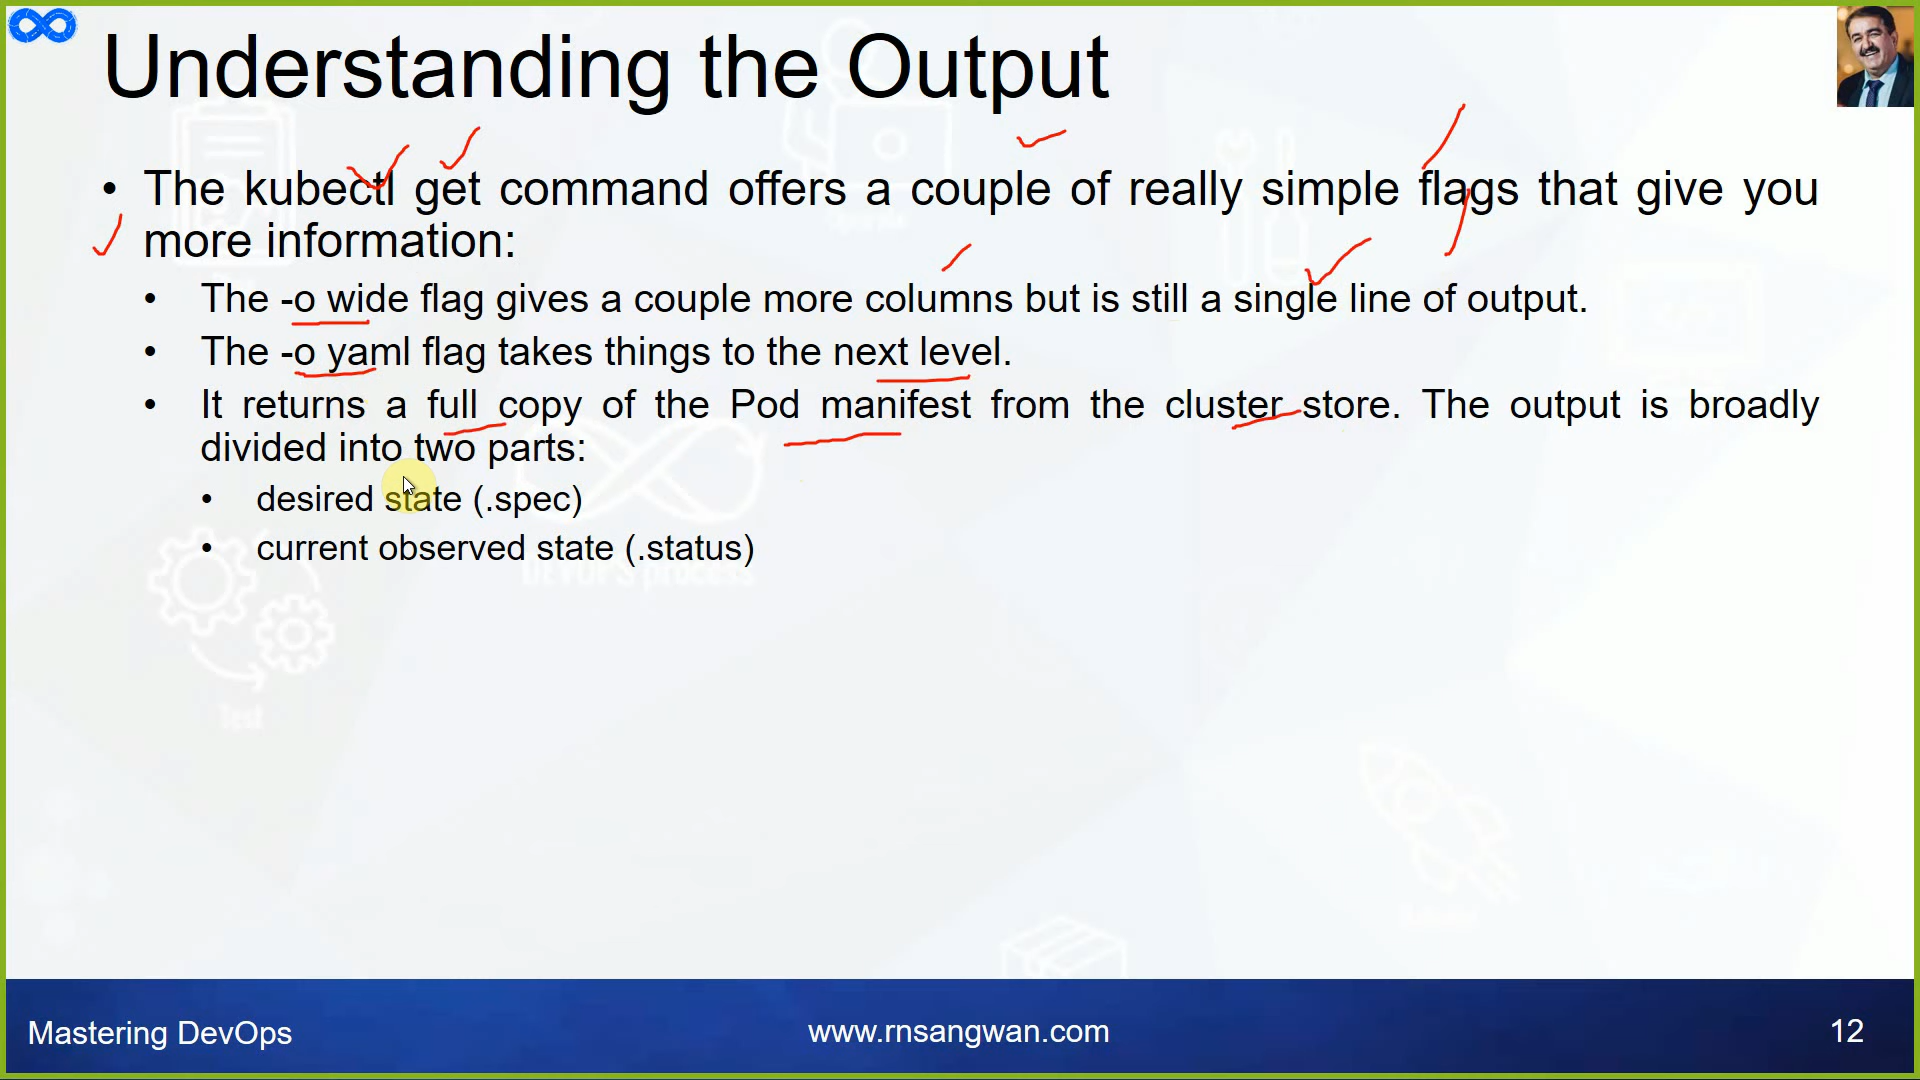 Understanding the Output
• The kubectl get command offers a couple of really simple flags that give you
more information:
• The -o wide flag gives a couple more columns but is still a single line of output.
• The -o yaml flag takes things to the next level.
• It returns a full copy of the Pod manifest from the cluster store. The output is broadly
divided into two parts:
• desired state (.spec)
• current observed state (.status)
DEVOPS process
Test
Mastering DevOps
www.rnsangwan.com
12